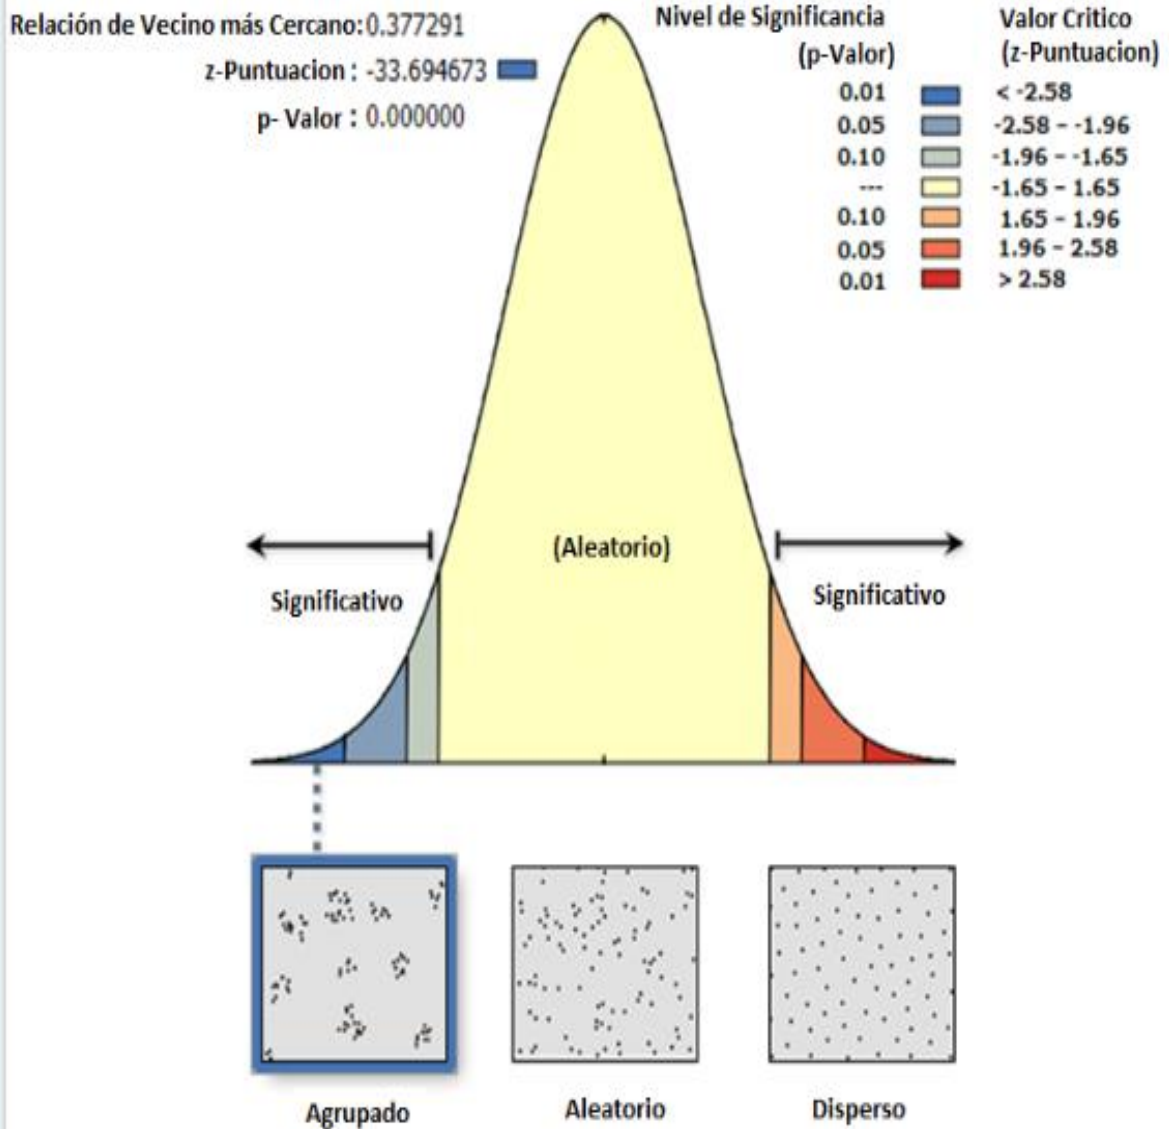 Relación de Vecino más Cercano: 0.377291
z-Puntuacion : -33.694673
p- Valor : 0.000000
Nivel de Significancia
(p-Valor)
Valor Critico
(z-Puntuacion)
0.01 < -2.58
0.05 -2.58 – -1.96
0.10 -1.96 – -1.65
--- -1.65 – 1.65
0.10 1.65 – 1.96
0.05 1.96 – 2.58
0.01 > 2.58
(Aleatorio)
Significativo
Significativo
Agrupado
Aleatorio
Disperso